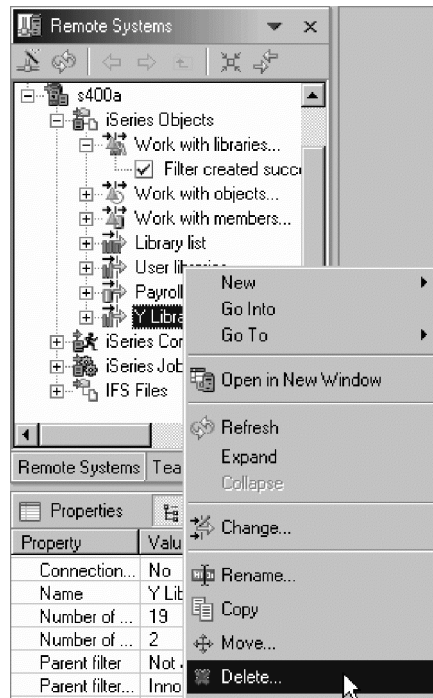 Remote Systems
s400a
iSeries Objects
Work with libraries...
Filter created succ
Work with objects...
Work with members...
Library list
User
Payroll
Y Libra
iSeries
iSeries Job
IFS Files
New
Go Into
Go To
Open in New Window
Refresh
Expand
Collapse
Change...
Rename...
Copy
Move...
Delete...
Remote Systems Tea
Properties
Property Valu
Connection... No
Name Y Lib
Number of ... 19
Number of ... 2
Parent filter Not
Parent filter... Inno